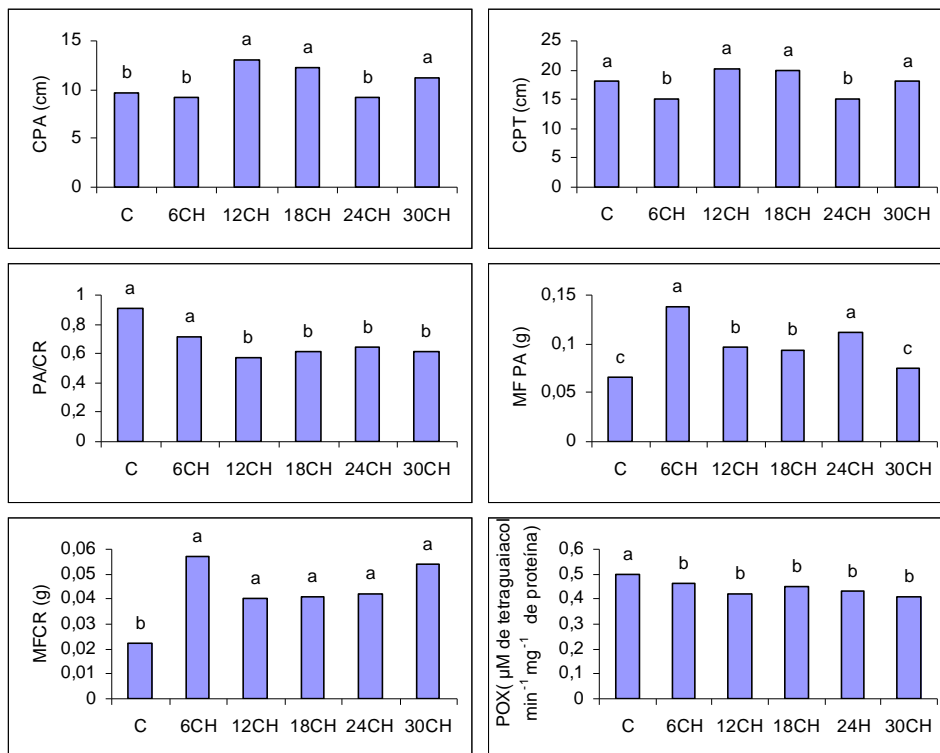 CPA (cm)
15
10
5
0
b
b
a
a
b
a
C 6CH 12CH 18CH 24CH 30CH
CPT (cm)
25
20
15
10
5
0
a
b
a
a
b
a
C 6CH 12CH 18CH 24CH 30CH
PA/CR
1
0,8
0,6
0,4
0,2
0
a
a
b
b
b
b
C 6CH 12CH 18CH 24CH 30CH
MF PA (g)
0,15
0,1
0,05
0
c
a
b
b
a
c
C 6CH 12CH 18CH 24CH 30CH
MFCR (g)
0,06
0,05
0,04
0,03
0,02
0,01
0
b
a
a
a
a
a
C 6CH 12CH 18CH 24CH 30CH
POX( µM de tetraguaiacol
min⁻¹ mg⁻¹ de proteína)
0,6
0,5
0,4
0,3
0,2
0,1
0
a
b
b
b
b
b
C 6CH 12CH 18CH 24H 30CH